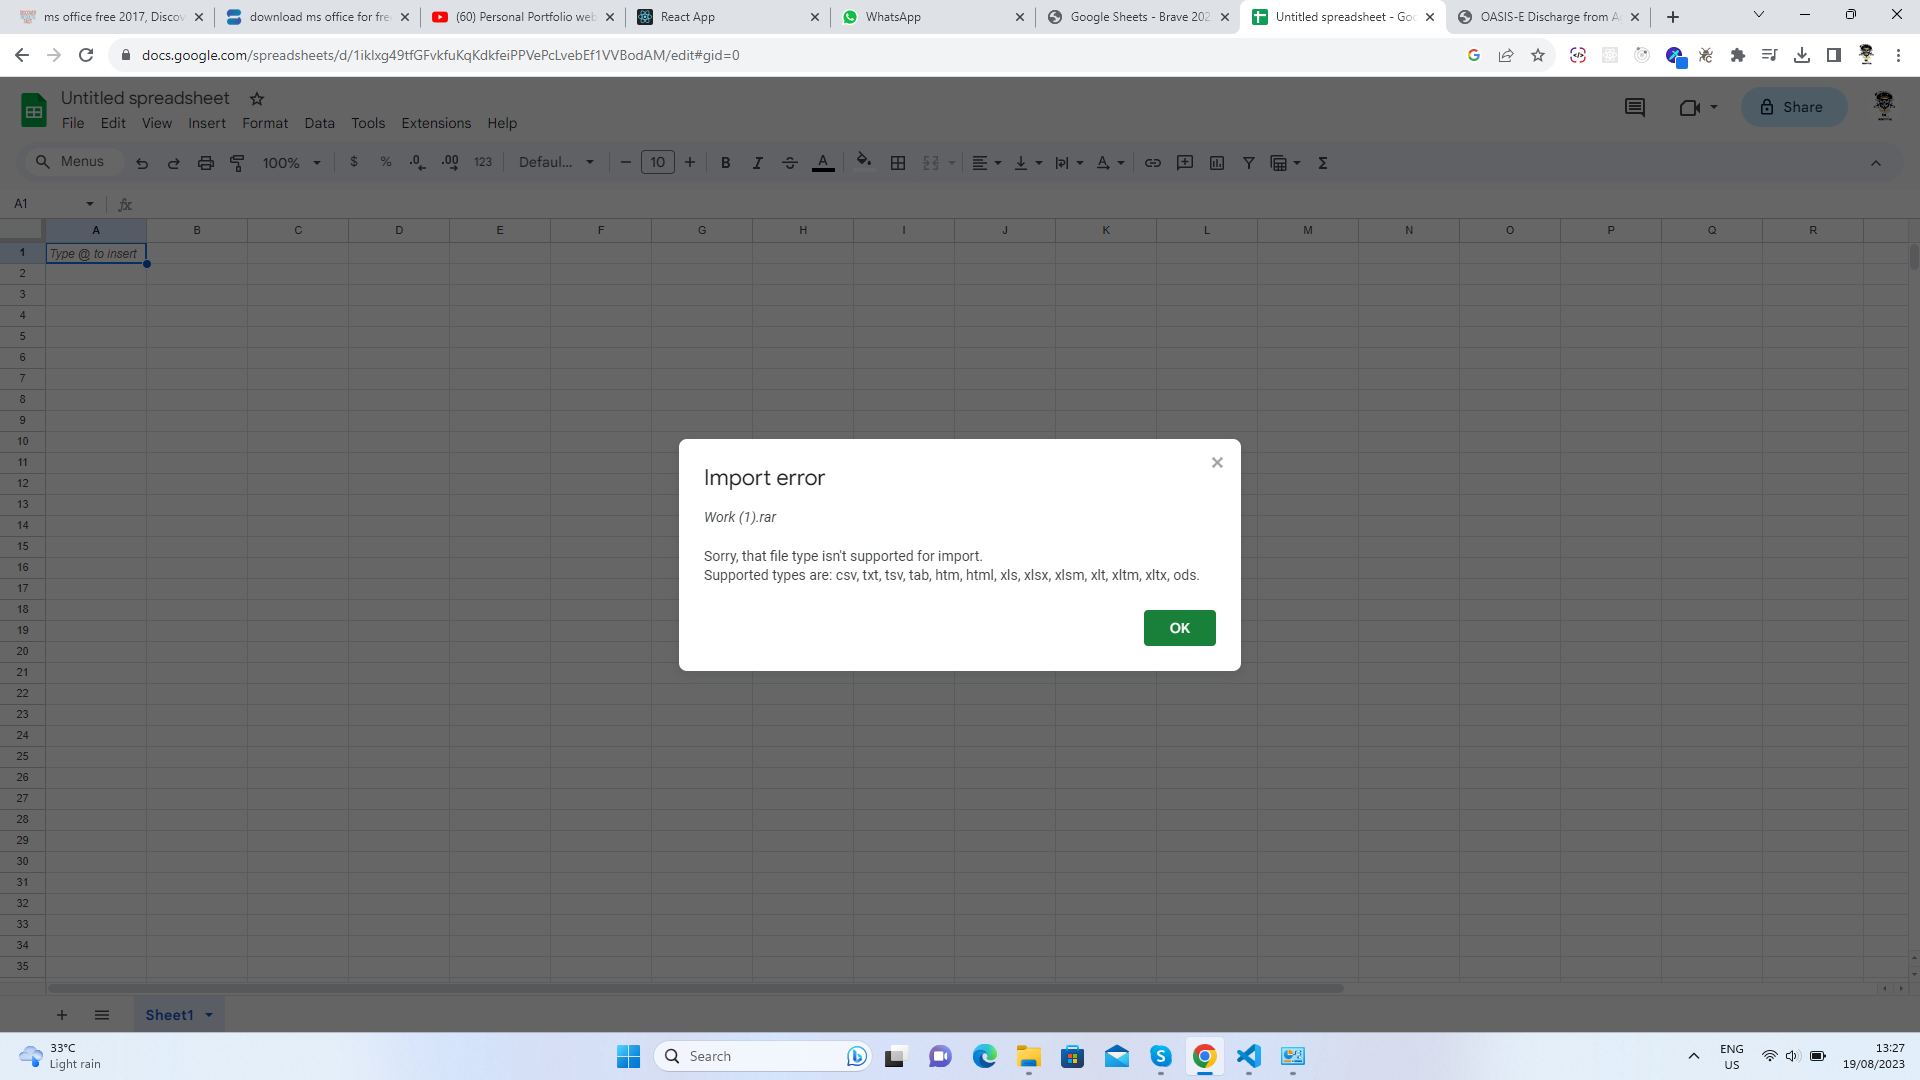 ms office free 2017, Discov
download ms office for fre
(60) Personal Portfolio web
React App
WhatsApp
Google Sheets - Brave 202
Untitled spreadsheet - Goo
OASIS-E Discharge from A
docs.google.com/spreadsheets/d/1iklxg49tfGFvkfuKqKdkfeiPPVePcLvebEf1VVBodAM/edit#gid=0
Untitled spreadsheet
File Edit View Insert Format Data Tools Extensions Help
Share
Menus 100% $ % .0 .00 123 Defaul... 10 B I A Σ
A1 fx
A B C D E F G H I J K L M N O P Q R
1 Type @ to insert
2
3
4
5
6
7
8
9
10
11
12
13
14
15
16
17
18
19
20
21
22
23
24
25
26
27
28
29
30
31
32
33
34
35
Import error
Work (1).rar
Sorry, that file type isn't supported for import.
Supported types are: csv, txt, tsv, tab, htm, html, xls, xlsx, xlsm, xlt, xltm, xltx, ods.
OK
Sheet1
33°C
Light rain
Search
ENG
US
13:27
19/08/2023